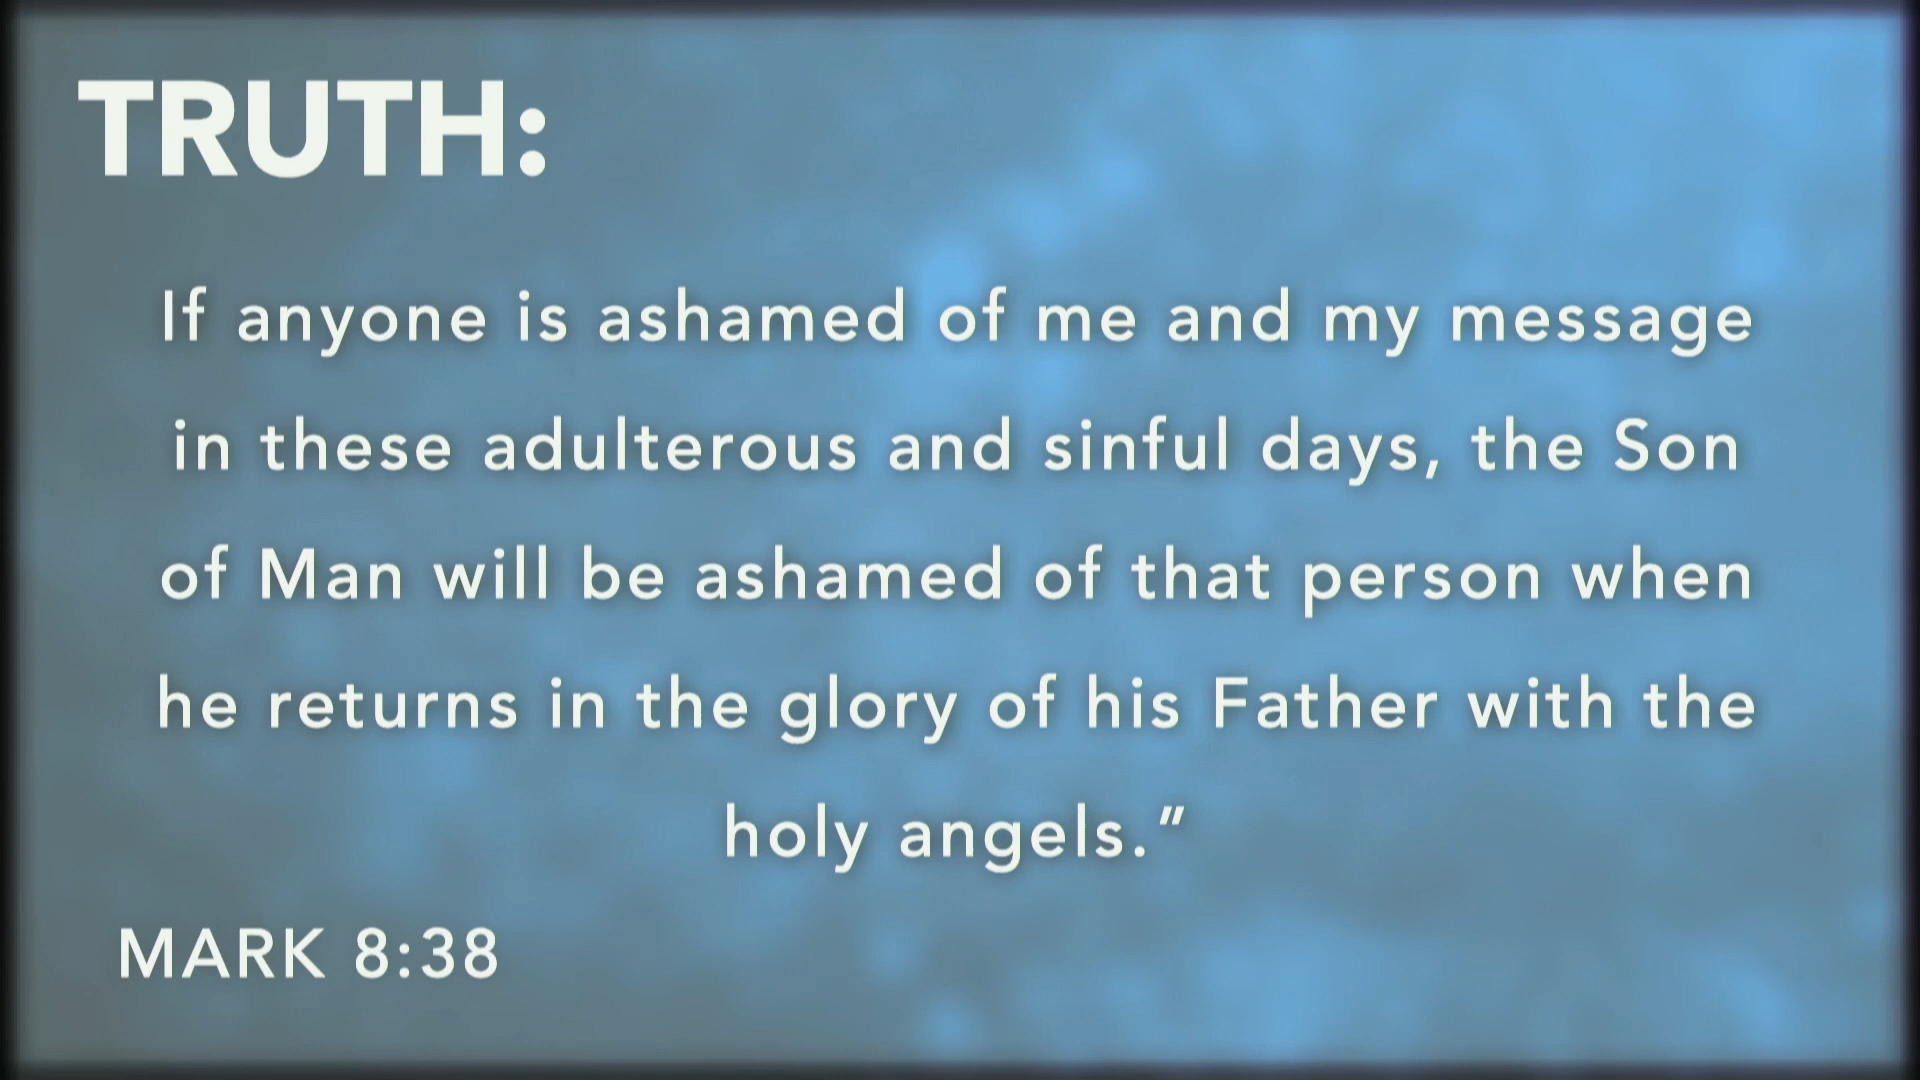 TRUTH:
If anyone is ashamed of me and my message
in these adulterous and sinful days, the Son
of Man will be ashamed of that person when
he returns in the glory of his Father with the
holy angels.”
MARK 8:38